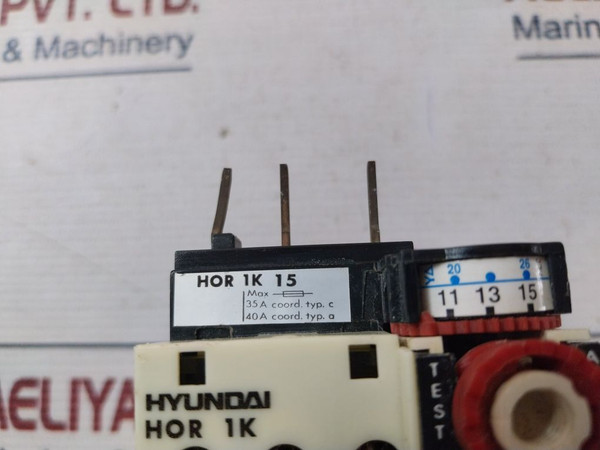 PVT. LTD.
& Machinery
Marin
HOR 1K 15
Max
35A coord. typ. c
40A coord. typ. a
20 26
11 13 15
HYUNDAI
HOR 1K
TEST
AELIYA